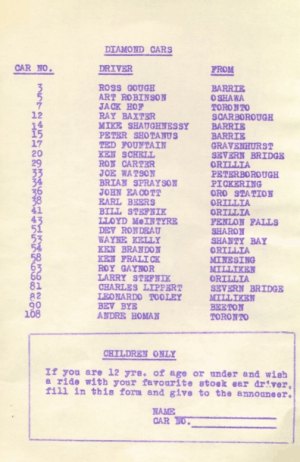 DIAMOND CARS
CAR NO. DRIVER FROM
3 ROSS GOUGH BARRIE
5 ART ROBINSON OSHAWA
7 JACK HOF TORONTO
12 RAY BAXTER SCARBOROUGH
14 MIKE SHAUGHNESSY BARRIE
15 PETER SHOTANUS BARRIE
17 TED FOUNTAIN GRAVENHURST
20 KEN SCHELL SEVERN BRIDGE
29 RON CARTER ORILLIA
33 JOE WATSON PETERBOROUGH
34 BRIAN SPRAYSON PICKERING
36 JOHN EACOTT ORO STATION
38 EARL BEERS ORILLIA
41 BILL STEFNIK ORILLIA
43 LLOYD McINTYRE FENLON FALLS
51 DEV RONDEAU SHARON
53 WAYNE KELLY SHANTY BAY
54 KEN BRANDON ORILLIA
58 KEN FRALICK MINESING
63 ROY GAYNOR MILLIKEN
66 LARRY STEFNIK ORILLIA
81 CHARLES LIPPERT SEVERN BRIDGE
82 LEONARDO TOOLEY MILLIKEN
90 BEV BYE BEETON
108 ANDRE HOMAN TORONTO
CHILDREN ONLY
If you are 12 yrs. of age or under and wish
a ride with your favourite stock car driver,
fill in this form and give to the announcer.
NAME
CAR NO.